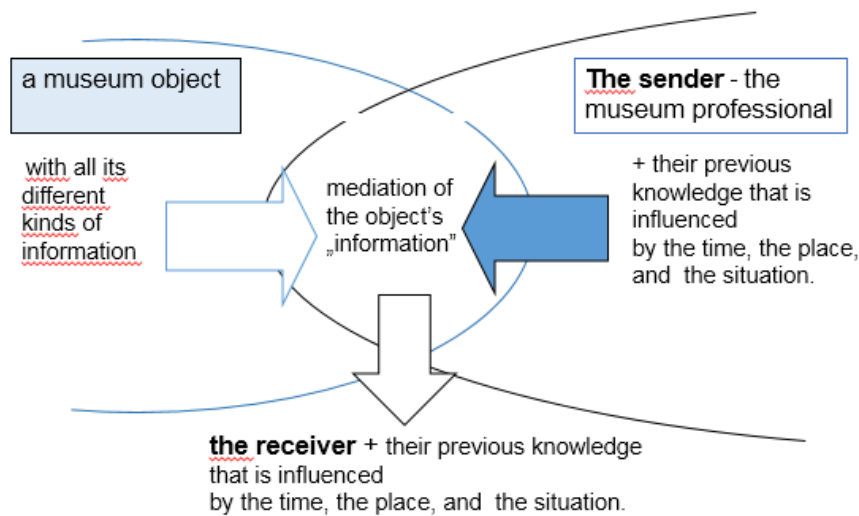 a museum object
with all its
different
kinds of
information
mediation of
the object's
„information”
The sender - the
museum professional
+ their previous
knowledge that is
influenced
by the time, the place,
and the situation.
the receiver + their previous knowledge
that is influenced
by the time, the place, and the situation.